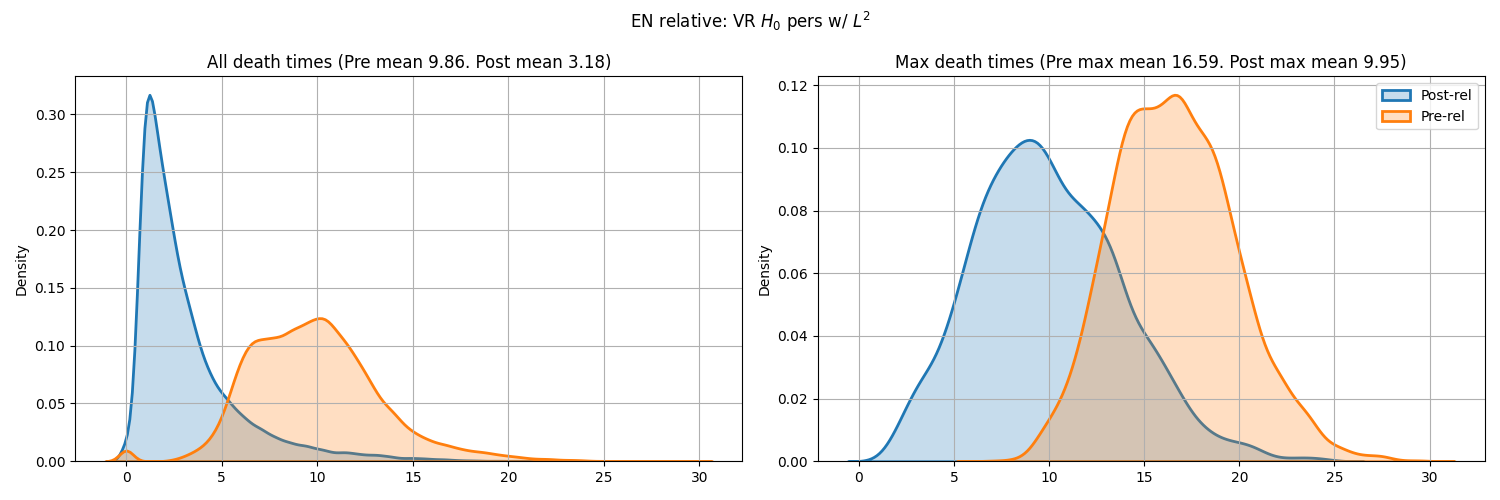 EN relative: VR $H_0$ pers w/ $L^2$
All death times (Pre mean 9.86. Post mean 3.18)
Density
0.30
0.25
0.20
0.15
0.10
0.05
0.00
0 5 10 15 20 25 30
Max death times (Pre max mean 16.59. Post max mean 9.95)
Post-rel
Pre-rel
Density
0.12
0.10
0.08
0.06
0.04
0.02
0.00
0 5 10 15 20 25 30